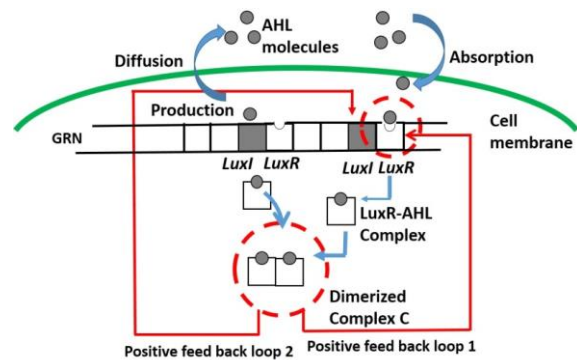 AHL
molecules
Diffusion
Absorption
Production
Cell
membrane
GRN
LuxI LuxR
LuxI LuxR
LuxR-AHL
Complex
Dimerized
Complex C
Positive feed back loop 2
Positive feed back loop 1